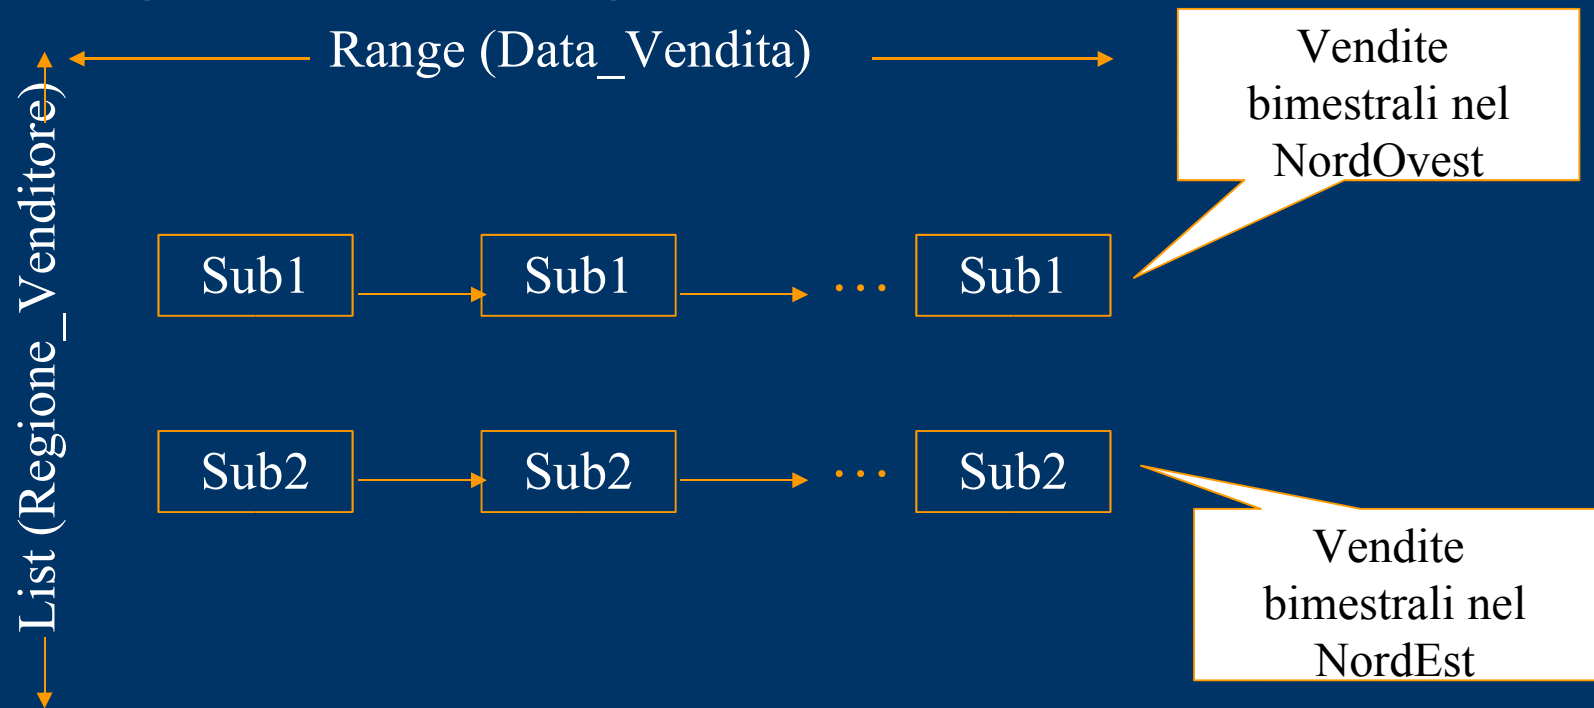 Range (Data_Vendita)
List (Regione_Venditore)
Vendite
bimestrali nel
NordOvest
Sub1 Sub1 ... Sub1
Sub2 Sub2 ... Sub2
Vendite
bimestrali nel
NordEst